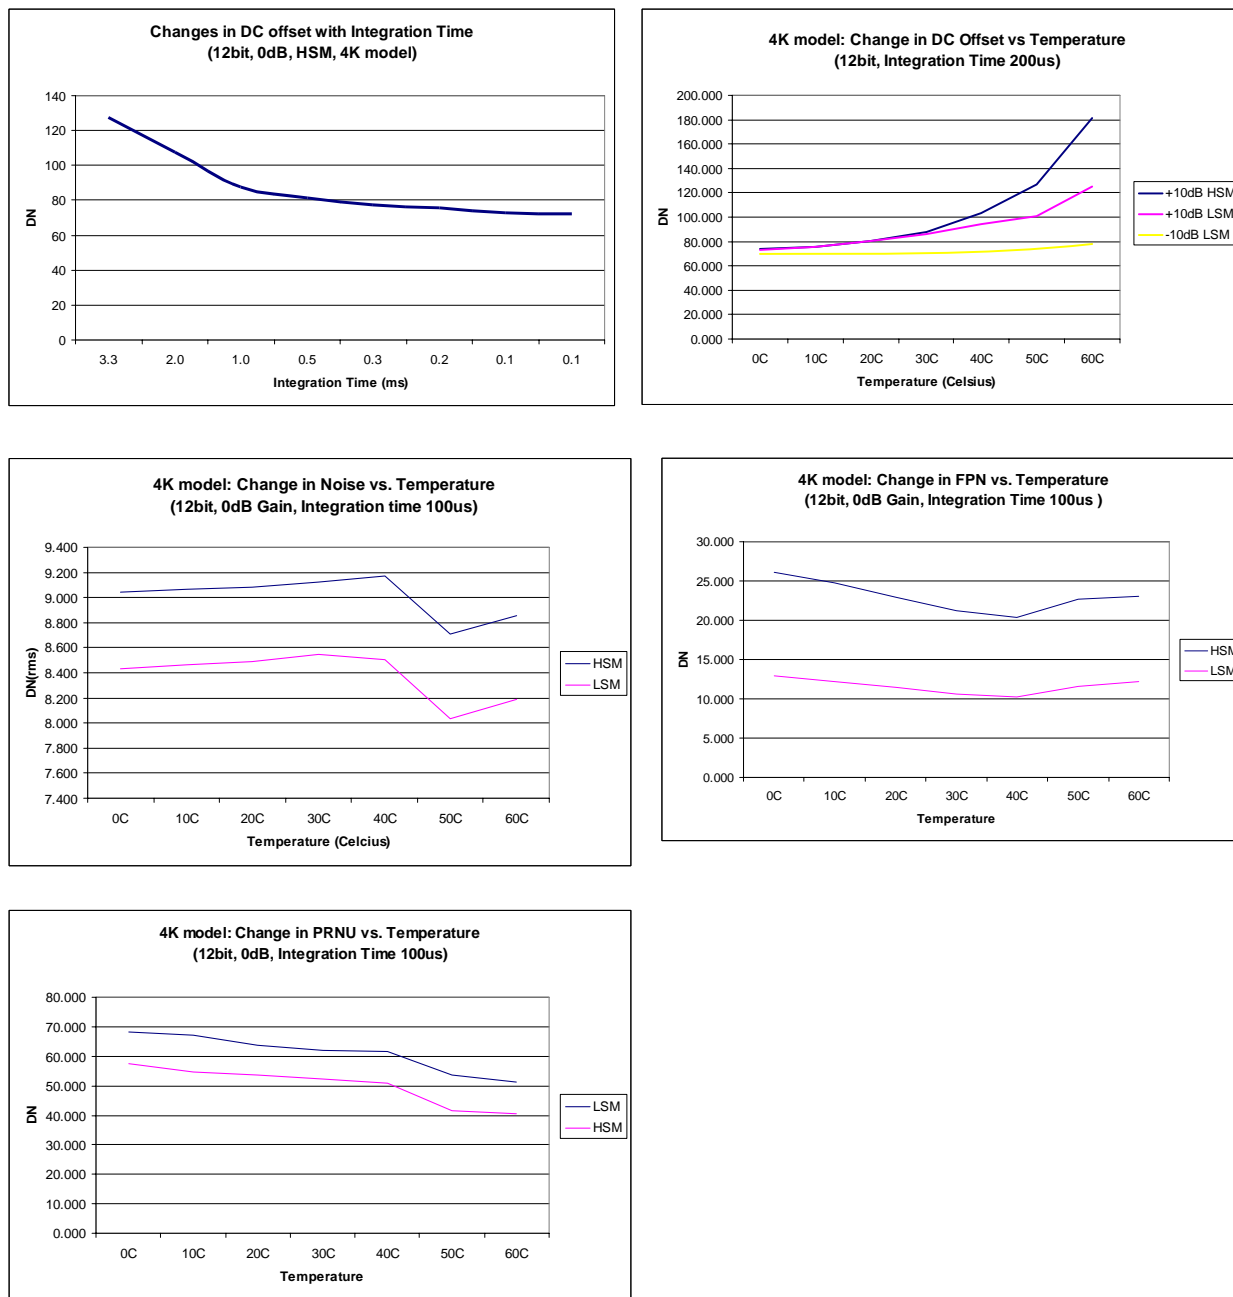 Changes in DC offset with Integration Time
(12bit, 0dB, HSM, 4K model)
140
120
100
80
60
40
20
0
DN
3.3 2.0 1.0 0.5 0.3 0.2 0.1 0.1
Integration Time (ms)
4K model: Change in DC Offset vs Temperature
(12bit, Integration Time 200us)
200.000
180.000
160.000
140.000
120.000
100.000
80.000
60.000
40.000
20.000
0.000
DN
0C 10C 20C 30C 40C 50C 60C
Temperature (Celsius)
+10dB HSM
+10dB LSM
-10dB LSM
4K model: Change in Noise vs. Temperature
(12bit, 0dB Gain, Integration time 100us)
9.400
9.200
9.000
8.800
8.600
8.400
8.200
8.000
7.800
7.600
7.400
DN(rms)
0C 10C 20C 30C 40C 50C 60C
Temperature (Celcius)
HSM
LSM
4K model: Change in FPN vs. Temperature
(12bit, 0dB Gain, Integration Time 100us )
30.000
25.000
20.000
15.000
10.000
5.000
0.000
DN
0C 10C 20C 30C 40C 50C 60C
Temperature
HSM
LSM
4K model: Change in PRNU vs. Temperature
(12bit, 0dB, Integration Time 100us)
80.000
70.000
60.000
50.000
40.000
30.000
20.000
10.000
0.000
DN
0C 10C 20C 30C 40C 50C 60C
Temperature
LSM
HSM